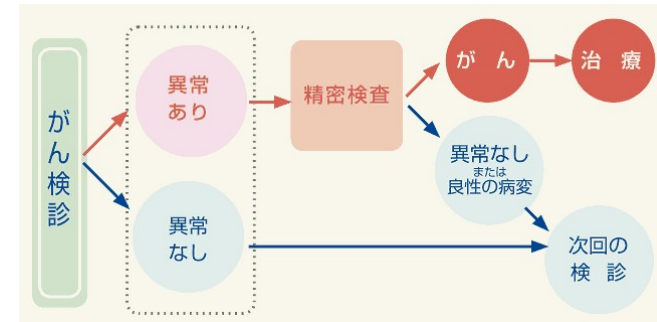 がん検診
異常
あり
精密検査
がん
治療
異常なし
または
良性の病変
異常
なし
次回の
検診